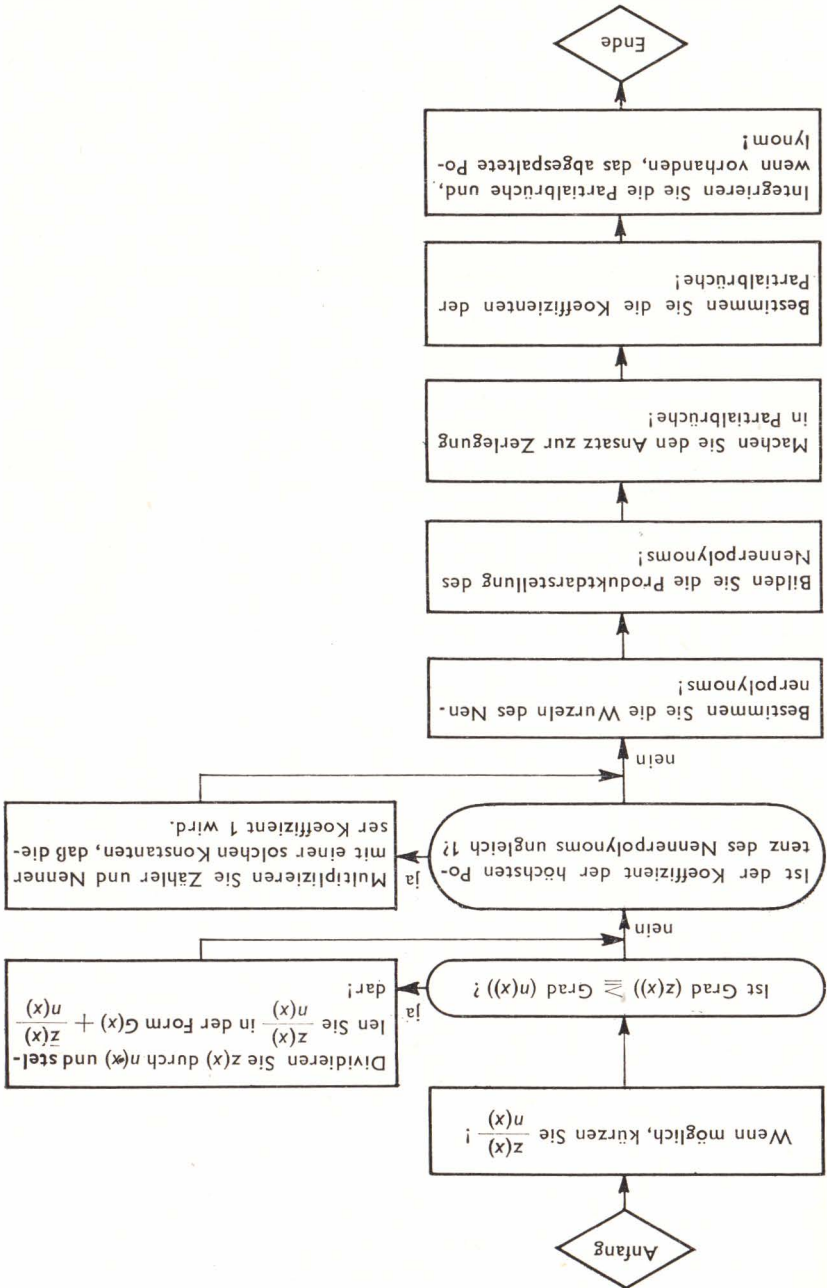 Anfang
Wenn möglich, kürzen Sie z(x)/n(x) !
Ist Grad (z(x)) ≧ Grad (n(x)) ?
ja
Dividieren Sie z(x) durch n(x) und stel-
len Sie z(x)/n(x) in der Form G(x) + z̄(x)/n(x)
dar!
nein
Ist der Koeffizient der höchsten Po-
tenz des Nennerpolynoms ungleich 1?
ja
Multiplizieren Sie Zähler und Nenner
mit einer solchen Konstanten, daß die-
ser Koeffizient 1 wird.
nein
Bestimmen Sie die Wurzeln des Nen-
nerpolynoms!
Bilden Sie die Produktdarstellung des
Nennerpolynoms!
Machen Sie den Ansatz zur Zerlegung
in Partialbrüche!
Bestimmen Sie die Koeffizienten der
Partialbrüche!
Integrieren Sie die Partialbrüche und,
wenn vorhanden, das abgespaltete Po-
lynom!
Ende